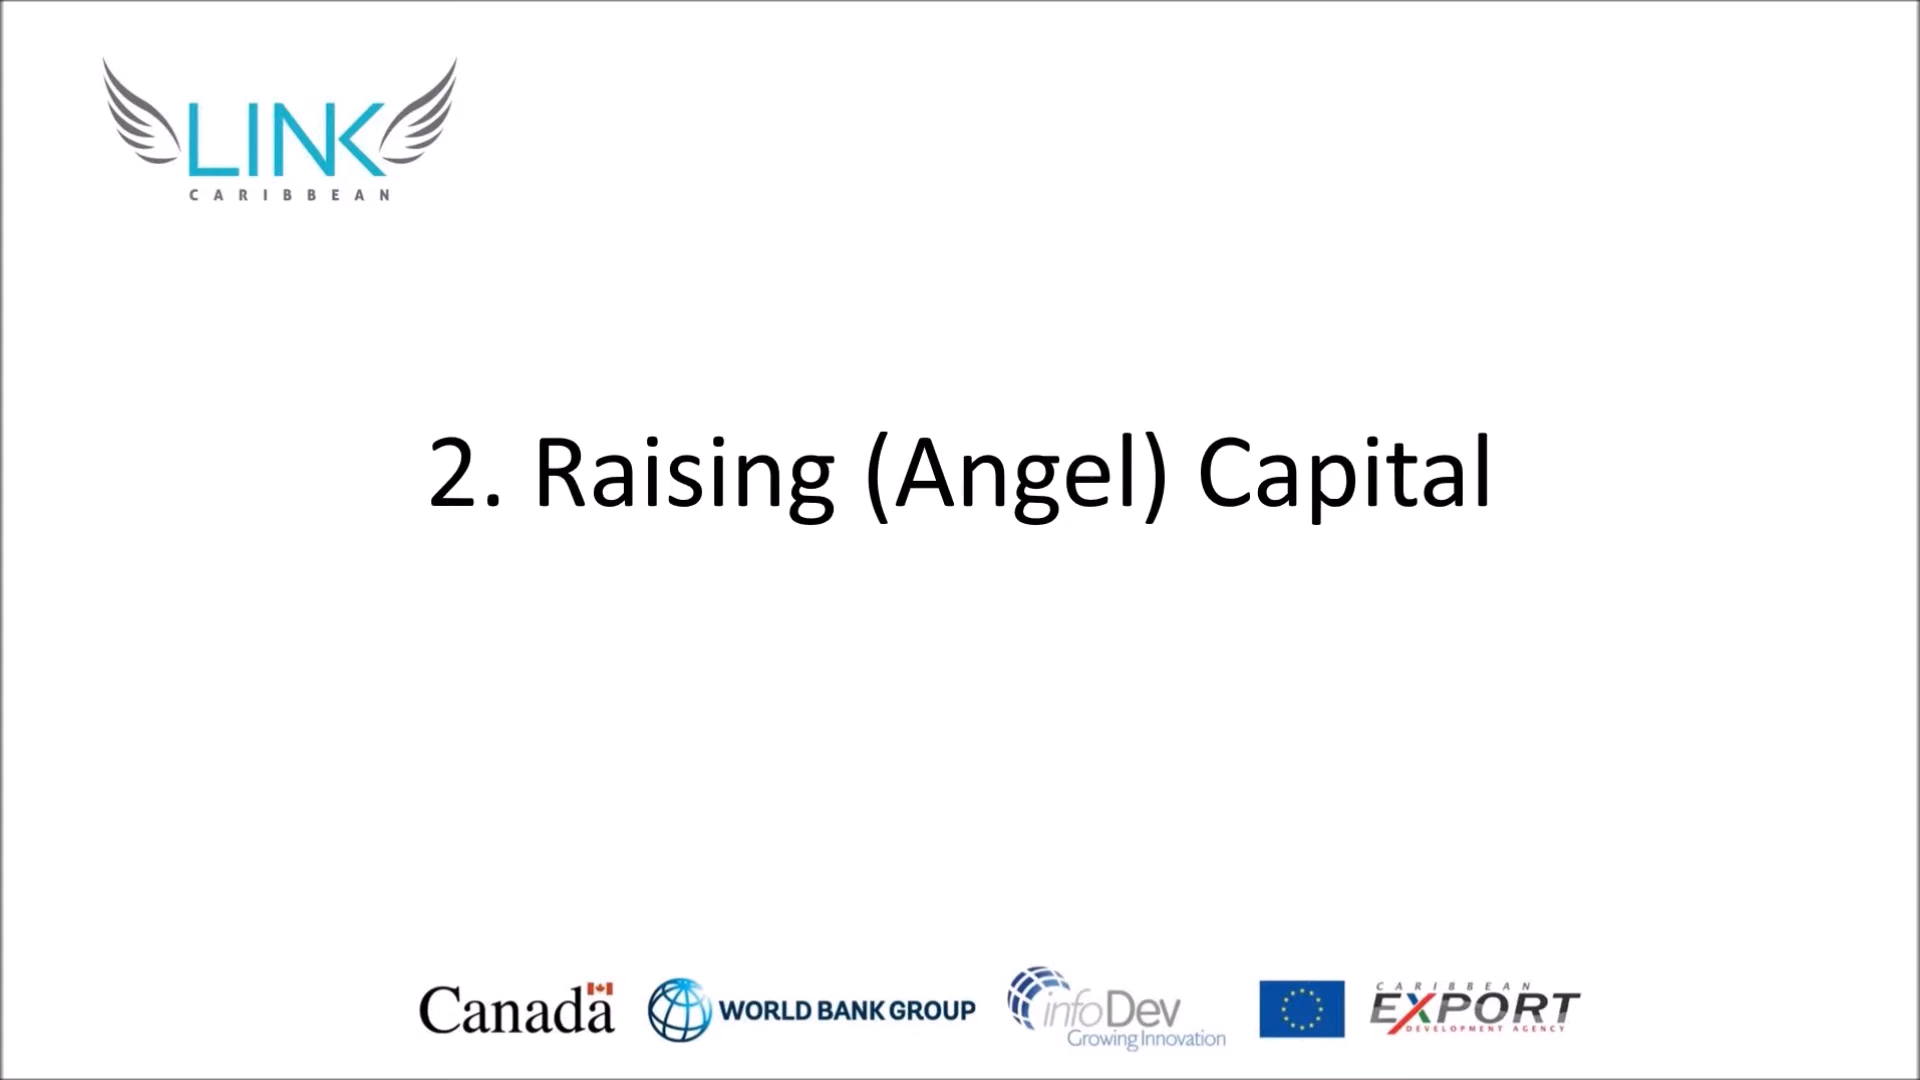 LINK
CARIBBEAN
2. Raising (Angel) Capital
Canada
WORLD BANK GROUP
infoDev
Growing Innovation
CARIBBEAN
EXPORT
DEVELOPMENT AGENCY